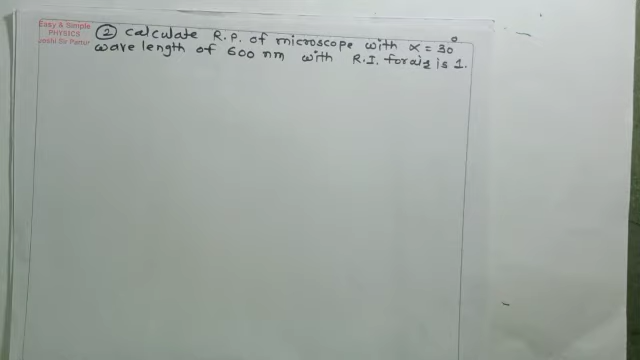 Easy & Simple
PHYSICS
Joshi Sir Patur
② Calculate R.P. of microscope with α = 30°
wave length of 600 nm with R.I. for air is 1.